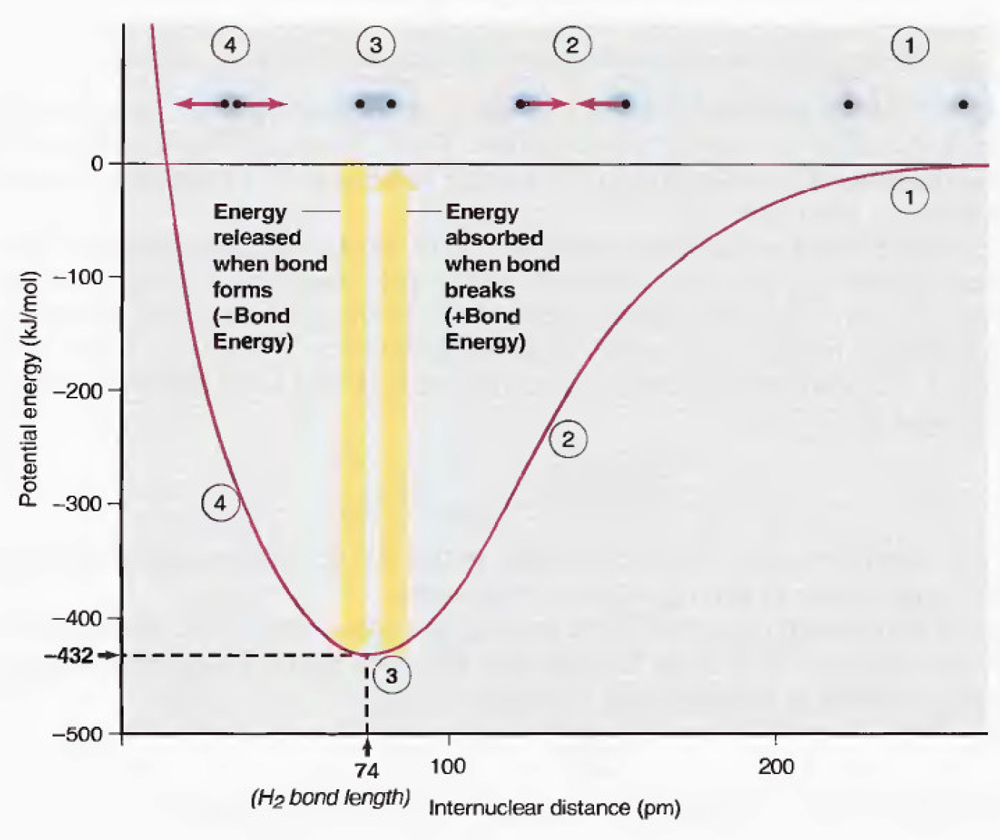 4
3
2
1
0
Energy
released
when bond
forms
(–Bond
Energy)
Energy
absorbed
when bond
breaks
(+Bond
Energy)
1
–100
–200
2
–300
4
–400
–432
3
–500
Potential energy (kJ/mol)
74
100
200
(H2 bond length)
Internuclear distance (pm)